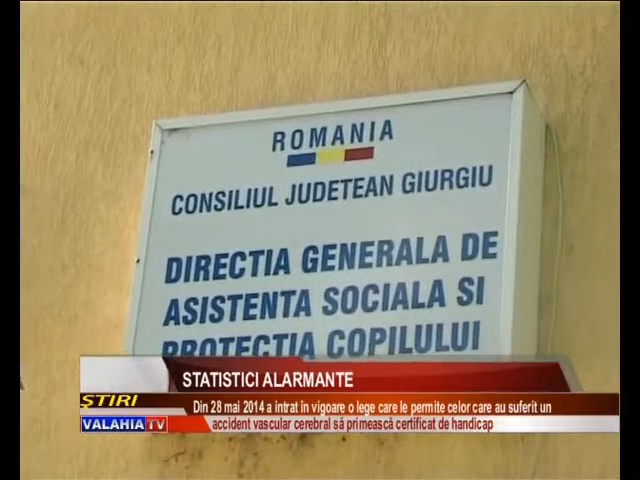 ROMANIA
CONSILIUL JUDETEAN GIURGIU
DIRECTIA GENERALA DE
ASISTENTA SOCIALA SI
PROTECTIA COPILULUI
STATISTICI ALARMANTE
ŞTIRI
Din 28 mai 2014 a intrat în vigoare o lege care le permite celor care au suferit un
VALAHIA TV
accident vascular cerebral să primească certificat de handicap